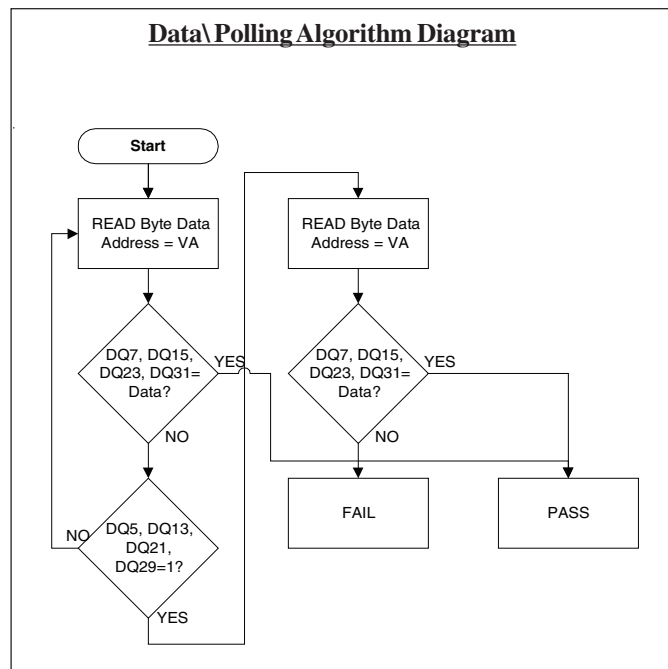 Data\ Polling Algorithm Diagram
Start
READ Byte Data
Address = VA
READ Byte Data
Address = VA
DQ7, DQ15,
DQ23, DQ31=
Data?
YES
DQ7, DQ15,
DQ23, DQ31=
Data?
YES
NO
NO
DQ5, DQ13,
DQ21,
DQ29=1?
NO
YES
FAIL
PASS